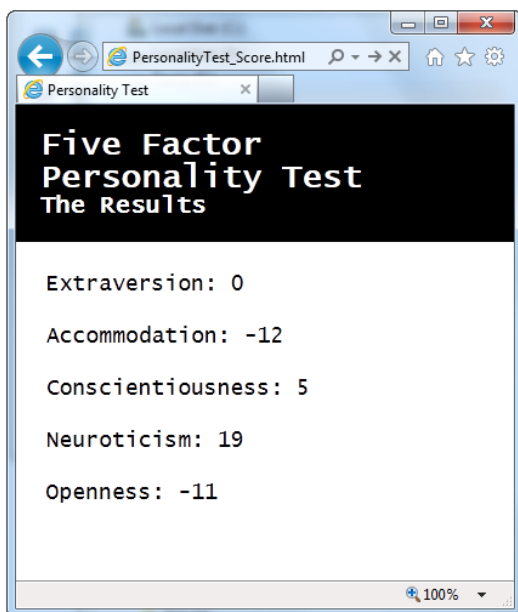 PersonalityTest_Score.html
Personality Test
Five Factor
Personality Test
The Results
Extraversion: 0
Accommodation: -12
Conscientiousness: 5
Neuroticism: 19
Openness: -11
100%